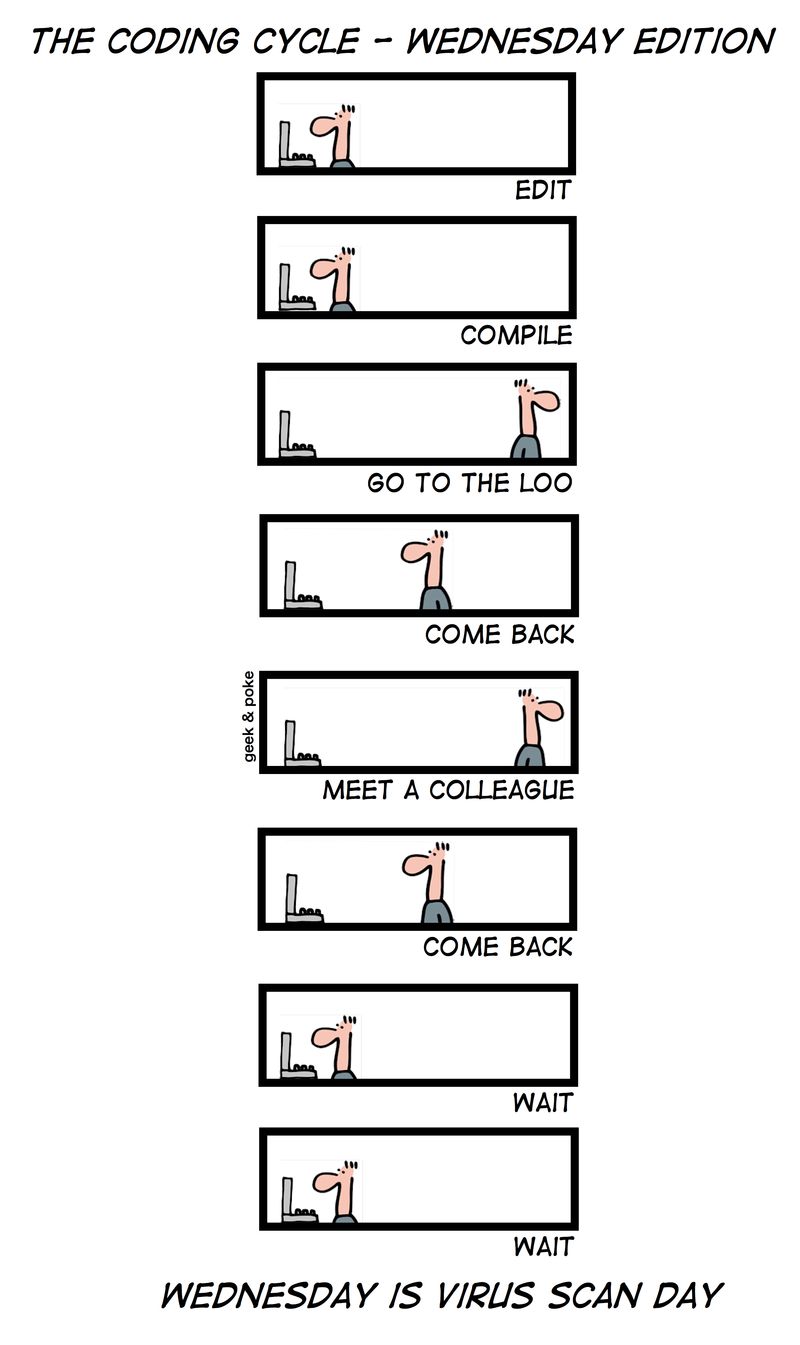 THE CODING CYCLE - WEDNESDAY EDITION
EDIT
COMPILE
GO TO THE LOO
COME BACK
geek & poke
MEET A COLLEAGUE
COME BACK
WAIT
WAIT
WEDNESDAY IS VIRUS SCAN DAY